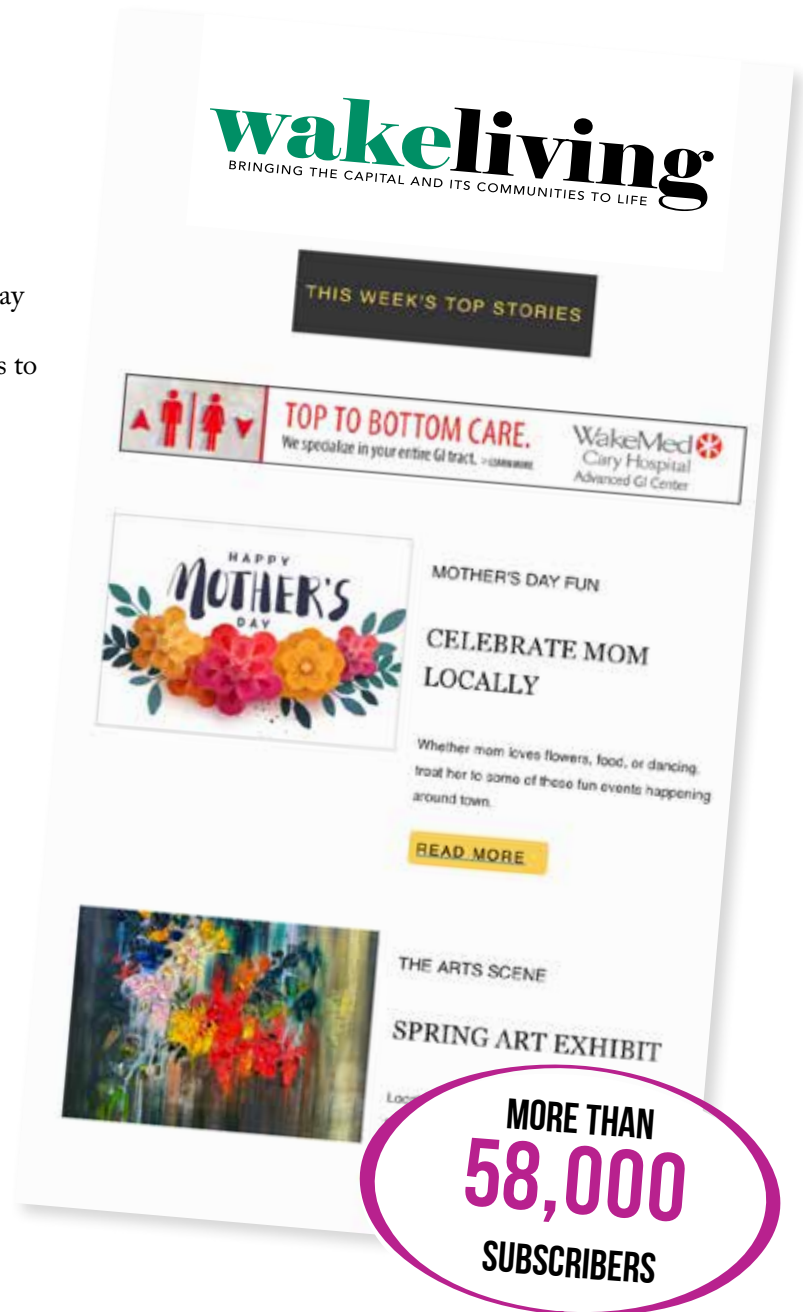 wakeliving
BRINGING THE CAPITAL AND ITS COMMUNITIES TO LIFE
ay
THIS WEEK'S TOP STORIES
s to
TOP TO BOTTOM CARE.
We specialize in your entire GI tract. >LEARN MORE
WakeMed
Cary Hospital
Advanced GI Center
HAPPY
MOTHER'S
DAY
MOTHER'S DAY FUN
CELEBRATE MOM
LOCALLY
Whether mom loves flowers, food, or dancing,
treat her to some of these fun events happening
around town.
READ MORE
THE ARTS SCENE
SPRING ART EXHIBIT
MORE THAN
58,000
SUBSCRIBERS